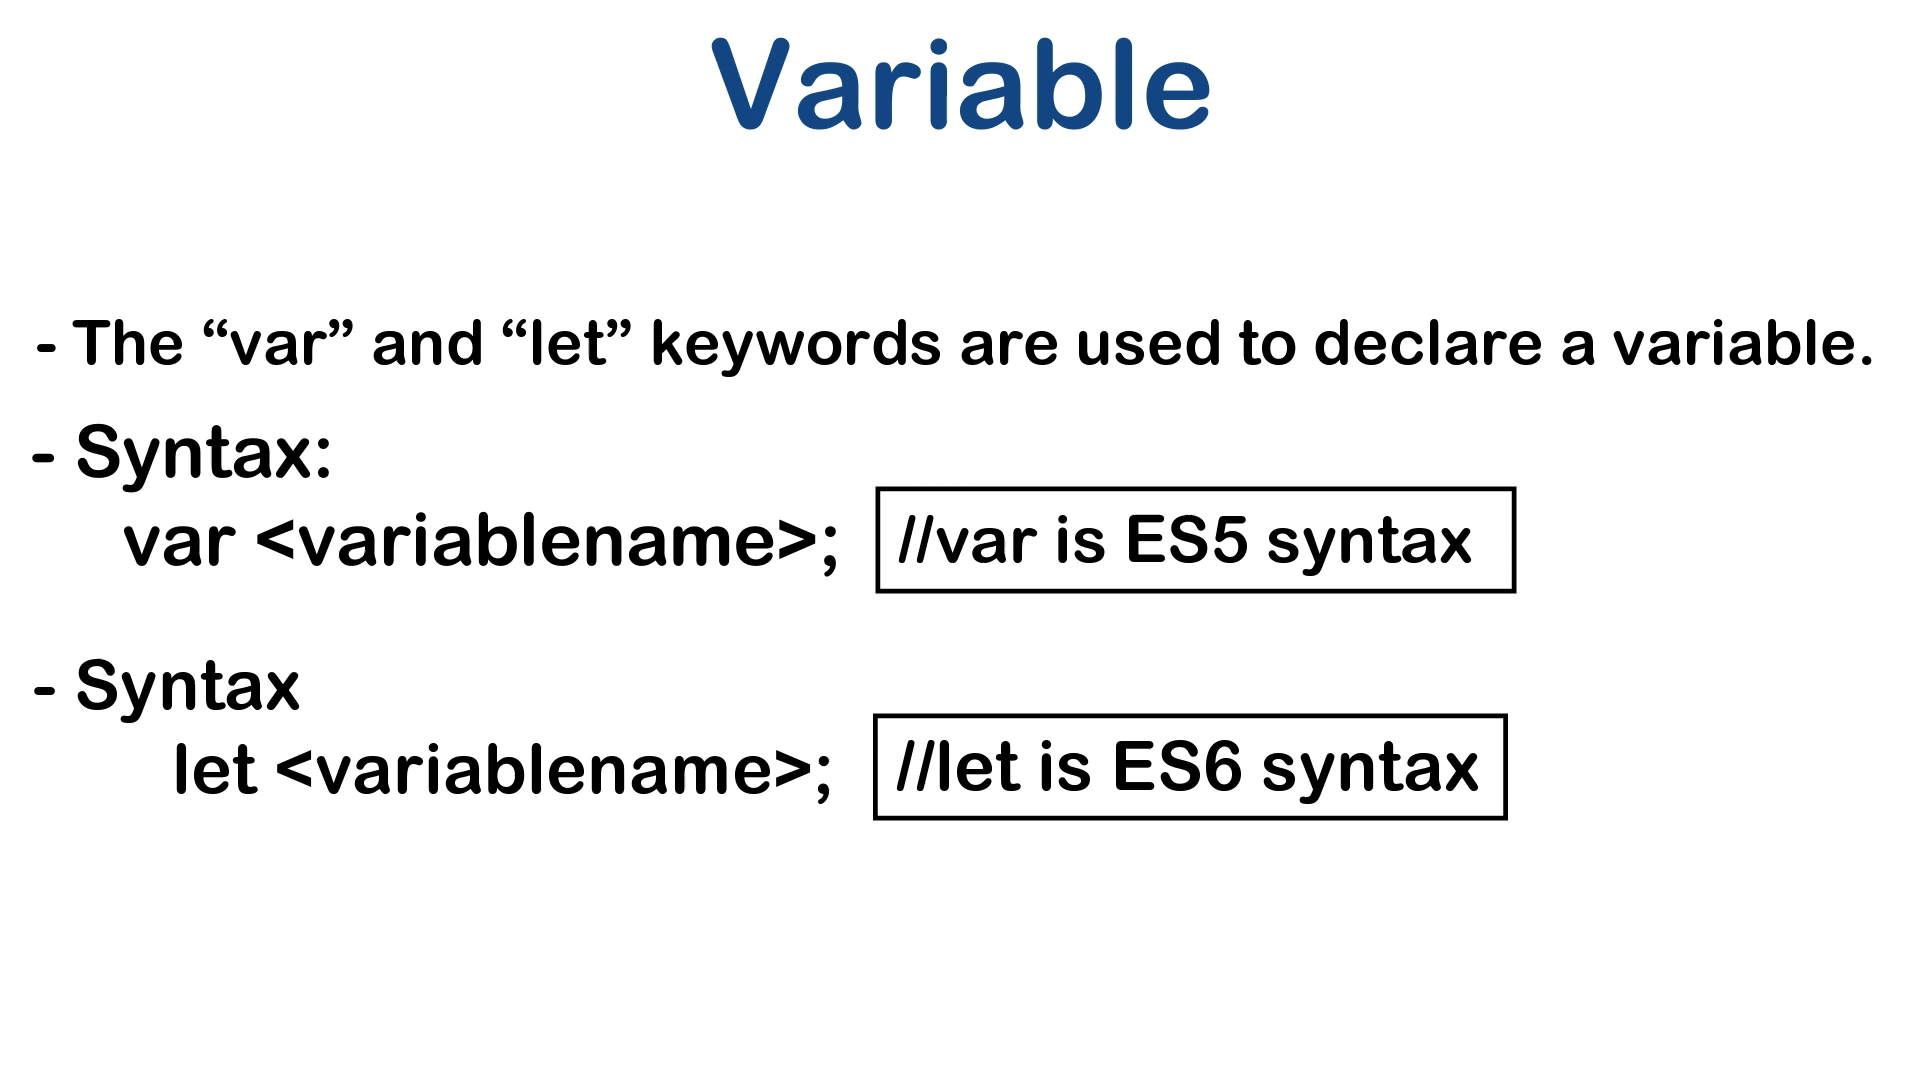 Variable
- The “var” and “let” keywords are used to declare a variable.
- Syntax:
var <variablename>; //var is ES5 syntax
- Syntax
let <variablename>; //let is ES6 syntax